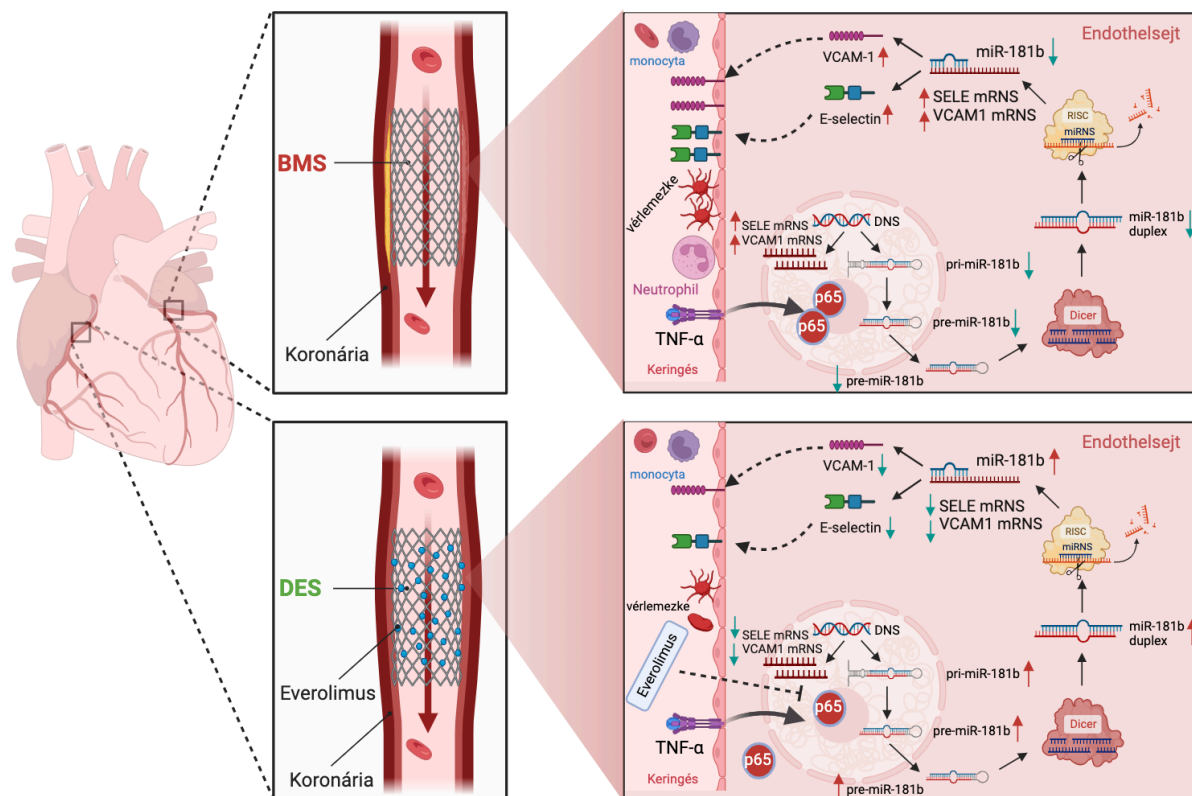 BMS
Koronária
Endothelsejt
monocyta
VCAM-1
miR-181b
E-selectin
SELE mRNS
VCAM1 mRNS
RISC
miRNS
vérlemezke
SELE mRNS
VCAM1 mRNS
DNS
miR-181b
duplex
pri-miR-181b
Neutrophil
p65
p65
pre-miR-181b
Dicer
TNF-α
Keringés
pre-miR-181b
DES
Everolimus
Koronária
Endothelsejt
monocyta
VCAM-1
miR-181b
E-selectin
SELE mRNS
VCAM1 mRNS
RISC
miRNS
vérlemezke
SELE mRNS
VCAM1 mRNS
DNS
miR-181b
duplex
Everolimus
pri-miR-181b
p65
pre-miR-181b
Dicer
TNF-α
p65
Keringés
pre-miR-181b